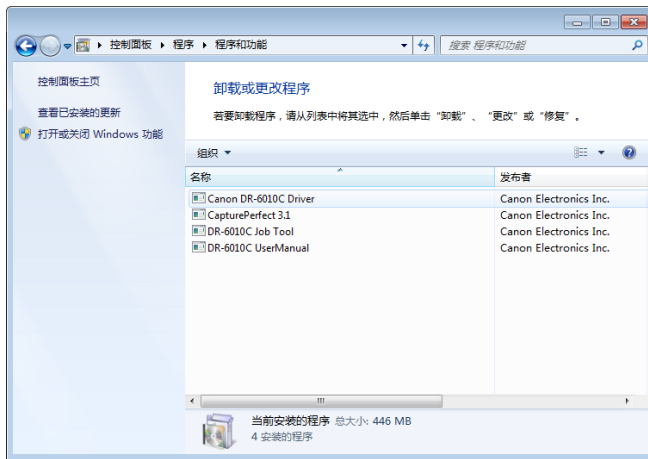 控制面板 ▸ 程序 ▸ 程序和功能
搜索 程序和功能
控制面板主页
查看已安装的更新
打开或关闭 Windows 功能
卸载或更改程序
若要卸载程序，请从列表中将其选中，然后单击“卸载”、“更改”或“修复”。
组织
名称 发布者
Canon DR-6010C Driver Canon Electronics Inc.
CapturePerfect 3.1 Canon Electronics Inc.
DR-6010C Job Tool Canon Electronics Inc.
DR-6010C UserManual Canon Electronics Inc.
当前安装的程序 总大小: 446 MB
4 安装的程序